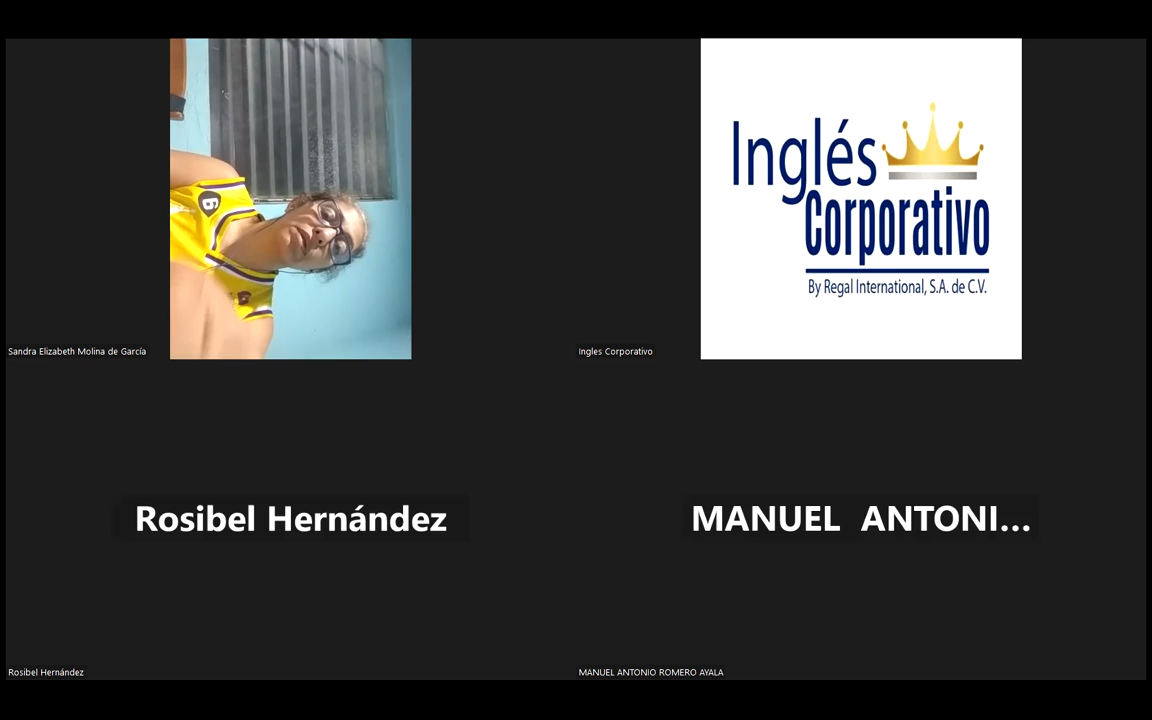 6
Sandra Elizabeth Molina de García
Inglés
Corporativo
By Regal International, S.A. de C.V.
Ingles Corporativo
Rosibel Hernández
MANUEL ANTONI...
Rosibel Hernández
MANUEL ANTONIO ROMERO AYALA